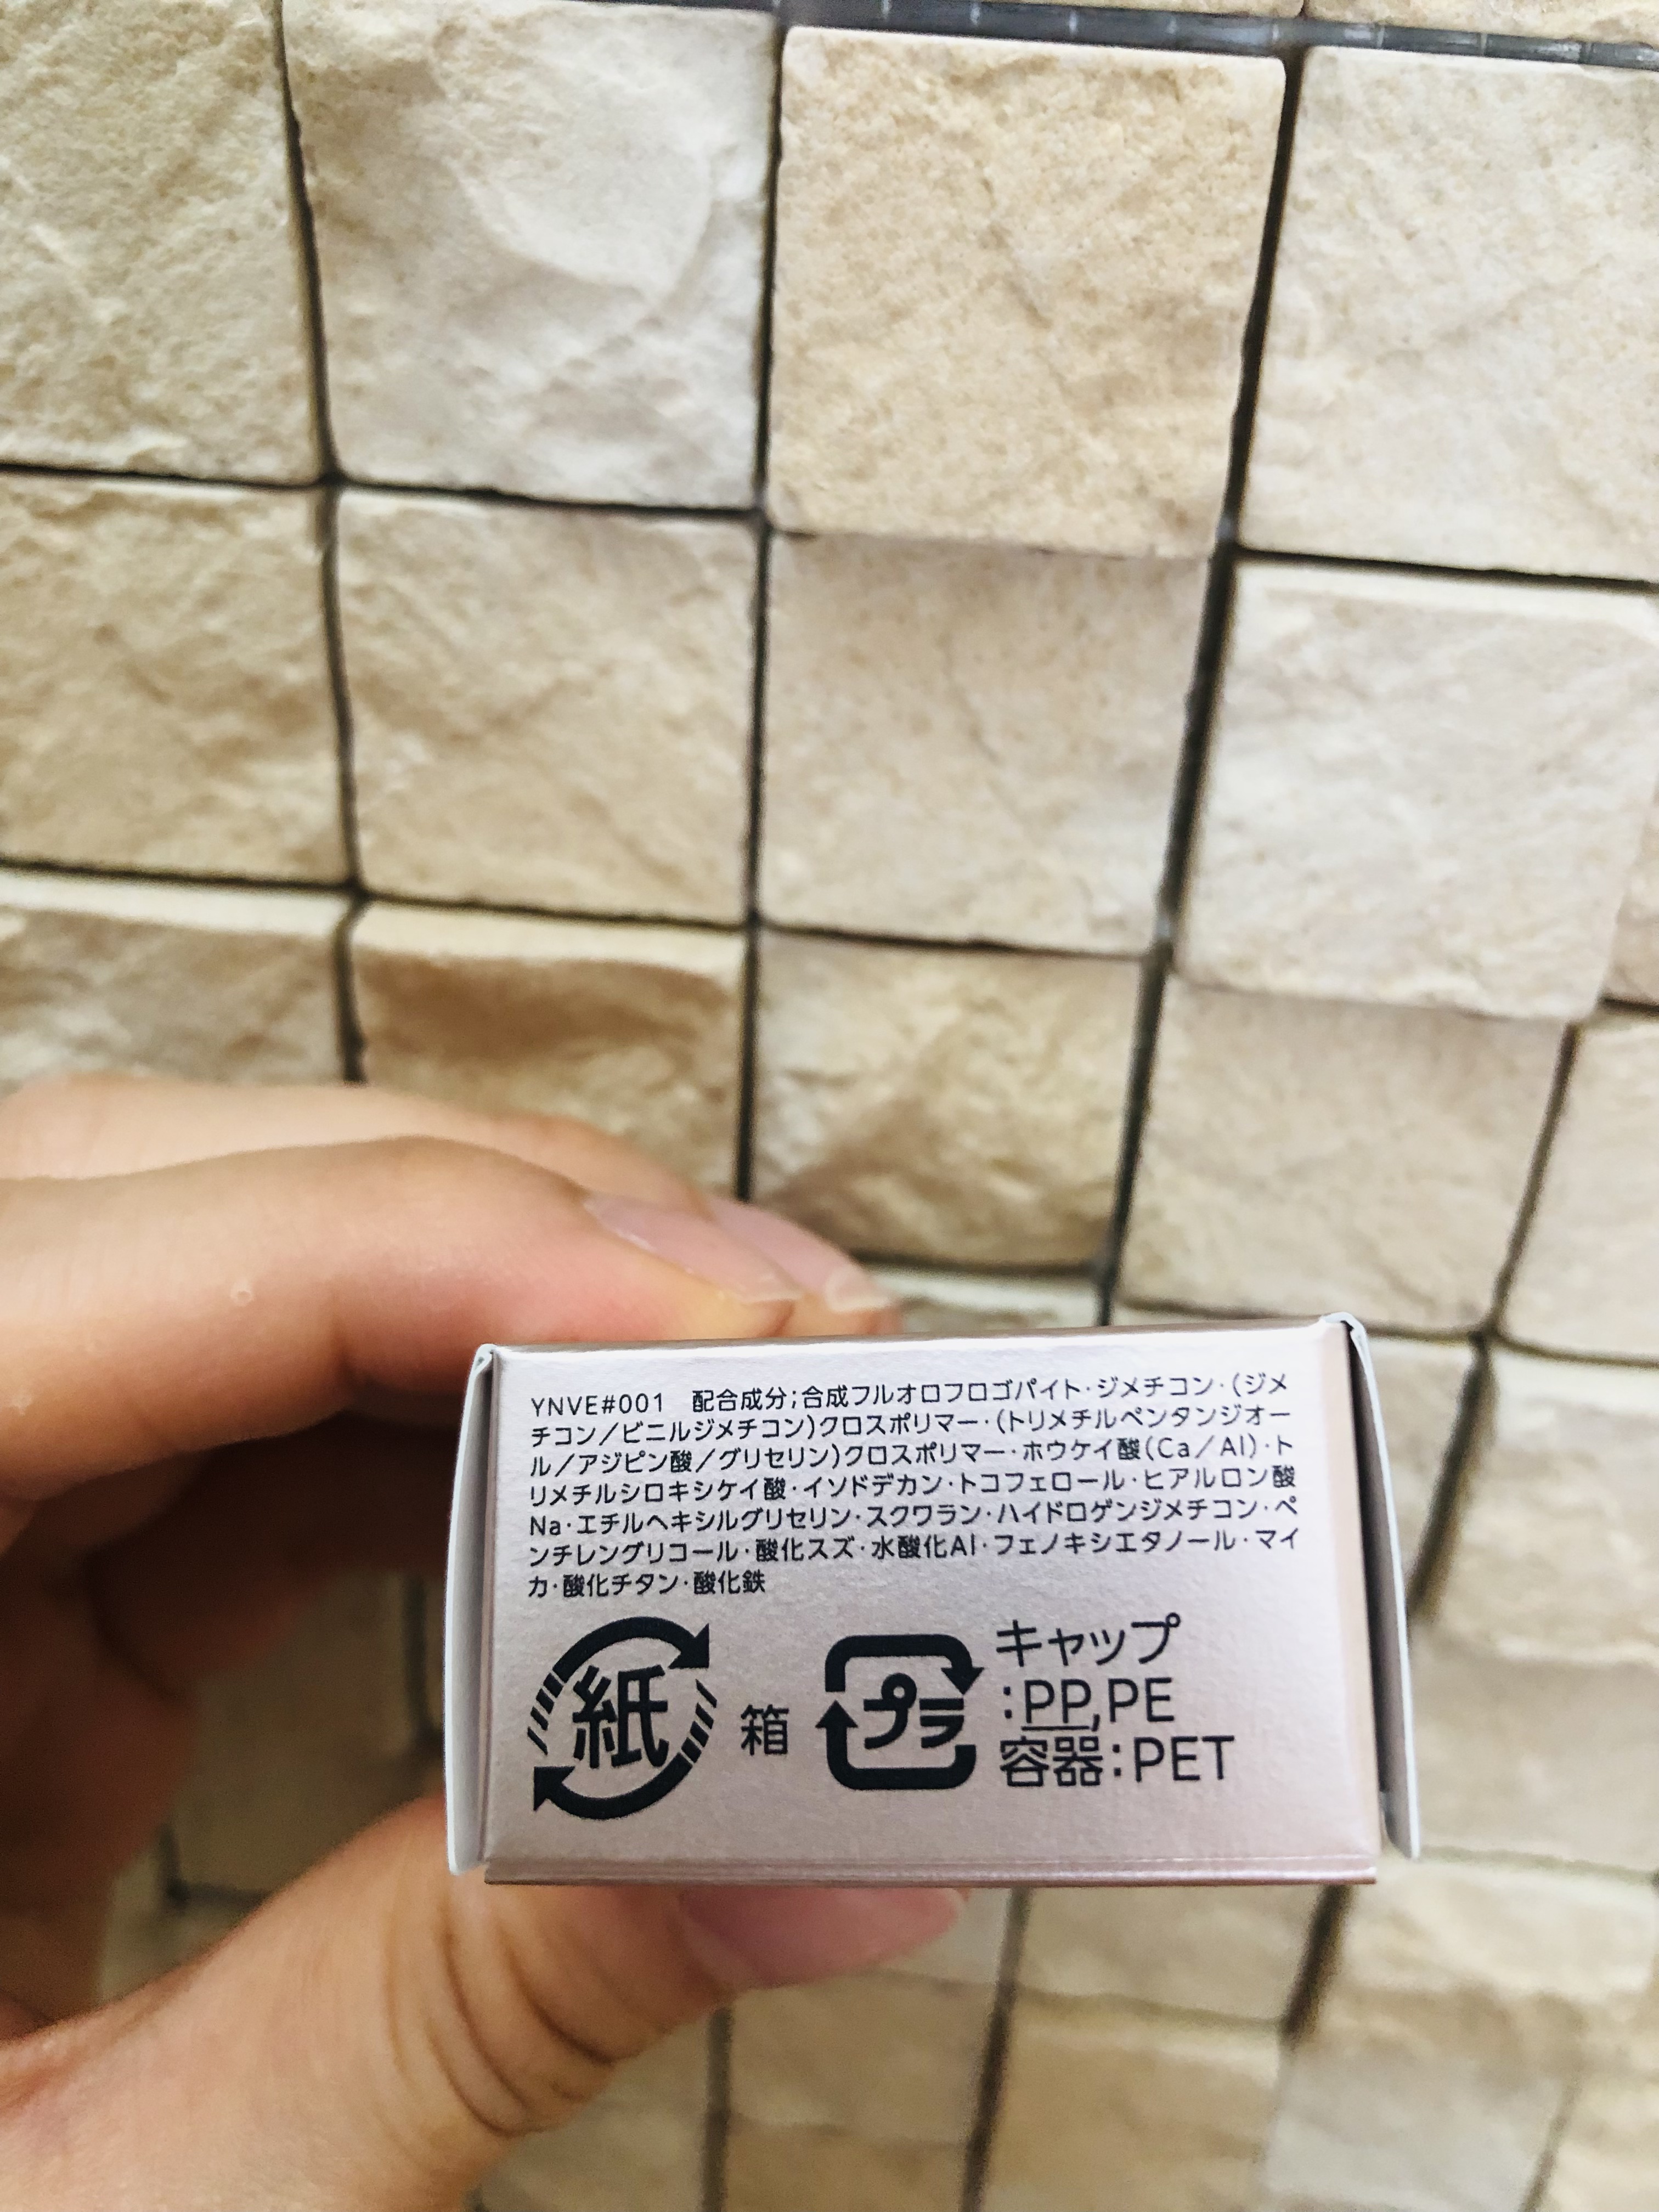 YNVE#001　配合成分;合成フルオロフロゴパイト·ジメチコン·(ジメ
チコン/ビニルジメチコン)クロスポリマー·(トリメチルペンタンジオー
ル/アジピン酸/グリセリン)クロスポリマー·ホウケイ酸(Ca/Al)·ト
リメチルシロキシケイ酸·イソドデカン·トコフェロール·ヒアルロン酸
Na·エチルヘキシルグリセリン·スクワラン·ハイドロゲンジメチコン·ペ
ンチレングリコール·酸化スズ·水酸化Al·フェノキシエタノール·マイ
カ·酸化チタン·酸化鉄
紙 箱
プラ
キャップ
:PP,PE
容器:PET